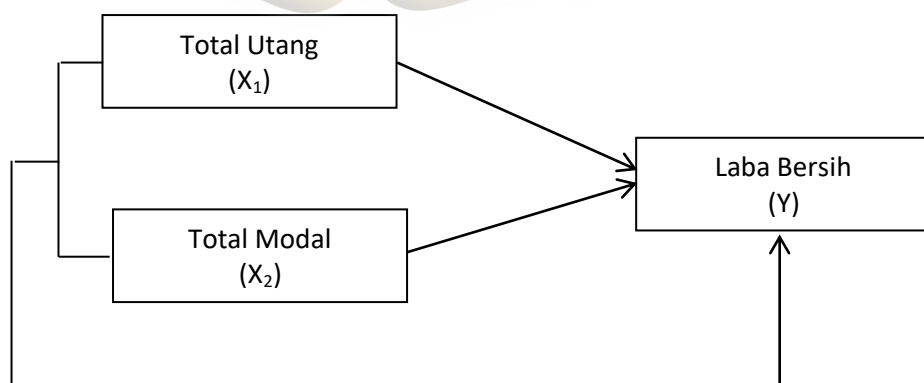 Total Utang
(X₁)
Laba Bersih
(Y)
Total Modal
(X₂)